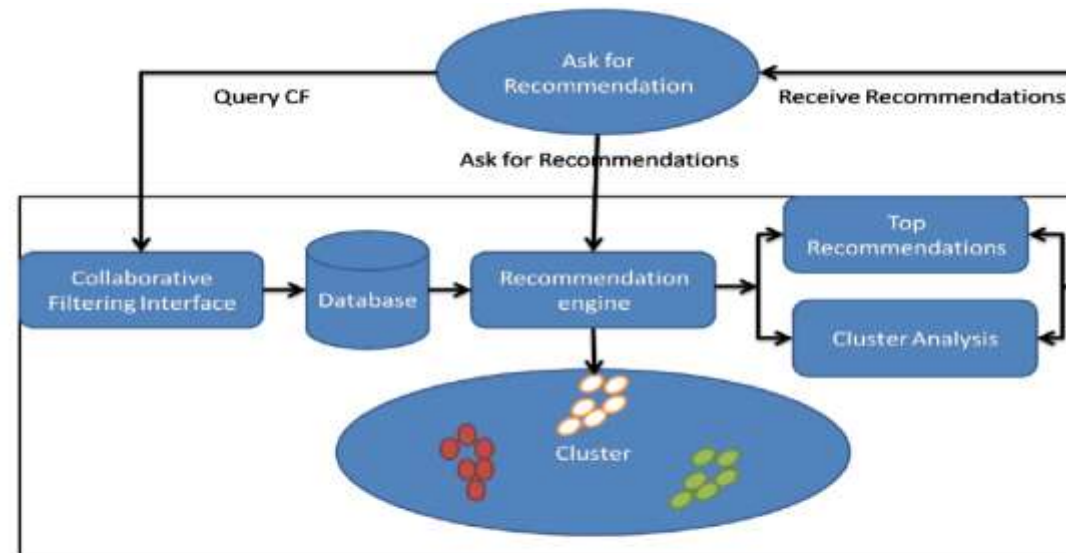 Ask for
Recommendation
Query CF
Receive Recommendations
Ask for Recommendations
Top
Recommendations
Collaborative
Filtering Interface
Database
Recommendation
engine
Cluster Analysis
Cluster